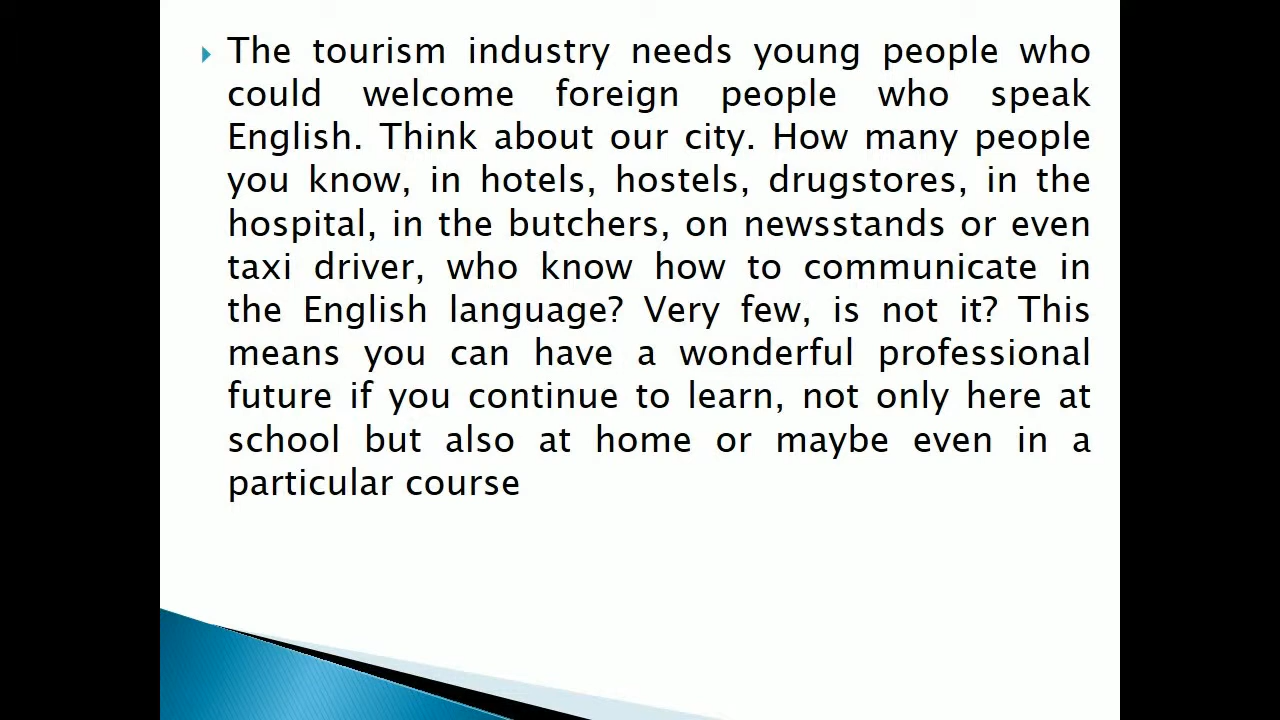 The tourism industry needs young people who
could welcome foreign people who speak
English. Think about our city. How many people
you know, in hotels, hostels, drugstores, in the
hospital, in the butchers, on newsstands or even
taxi driver, who know how to communicate in
the English language? Very few, is not it? This
means you can have a wonderful professional
future if you continue to learn, not only here at
school but also at home or maybe even in a
particular course